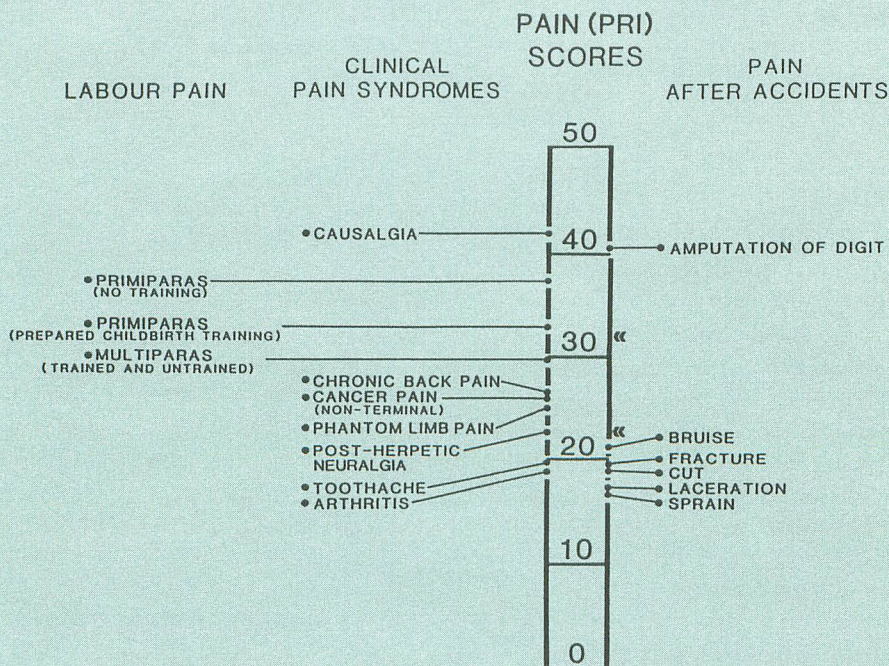 PAIN (PRI)
SCORES
LABOUR PAIN
CLINICAL
PAIN SYNDROMES
PAIN
AFTER ACCIDENTS
50
CAUSALGIA
40
AMPUTATION OF DIGIT
PRIMIPARAS
(NO TRAINING)
PRIMIPARAS
(PREPARED CHILDBIRTH TRAINING)
«
30
MULTIPARAS
(TRAINED AND UNTRAINED)
CHRONIC BACK PAIN
CANCER PAIN
(NON-TERMINAL)
PHANTOM LIMB PAIN
«
BRUISE
POST-HERPETIC
NEURALGIA
20
FRACTURE
CUT
TOOTHACHE
LACERATION
ARTHRITIS
SPRAIN
10
0